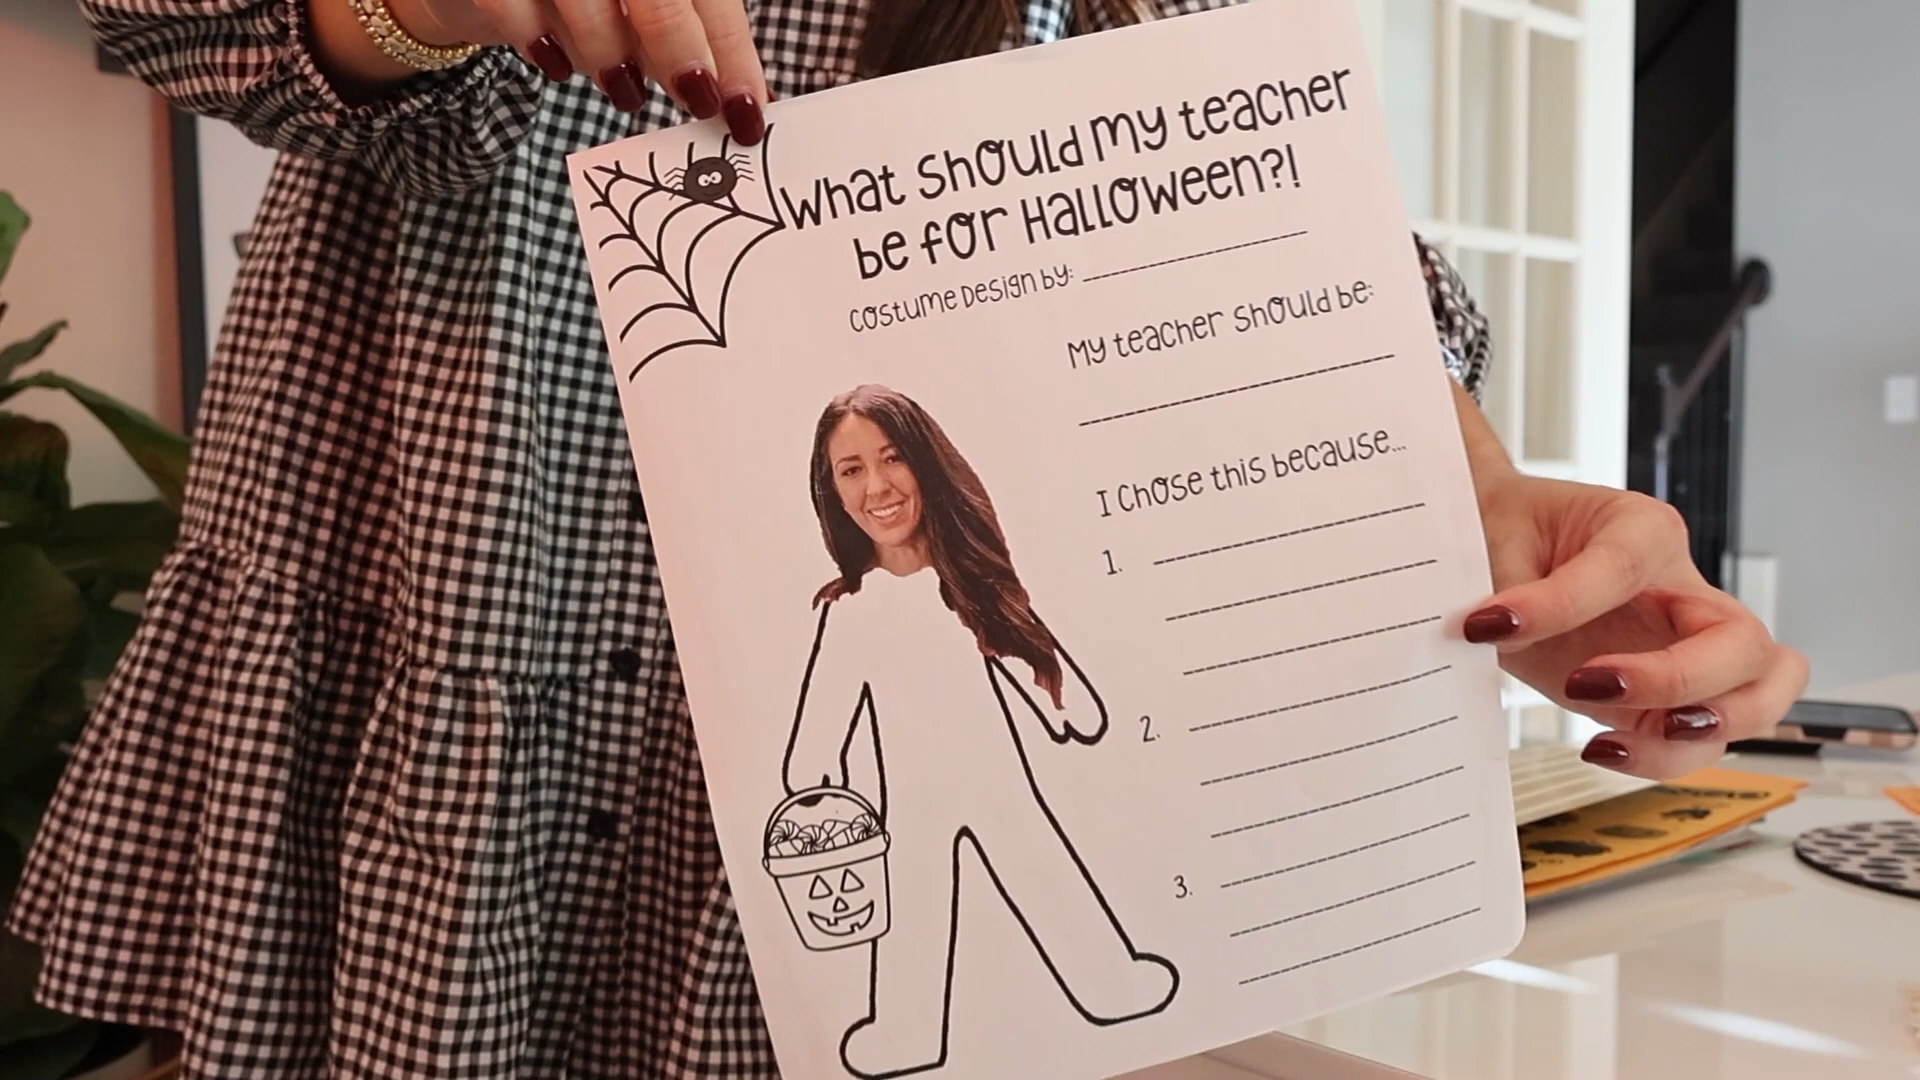 What should my teacher
be for Halloween?!
Costume Design by:
My teacher should be:
I chose this because...
1.
2.
3.